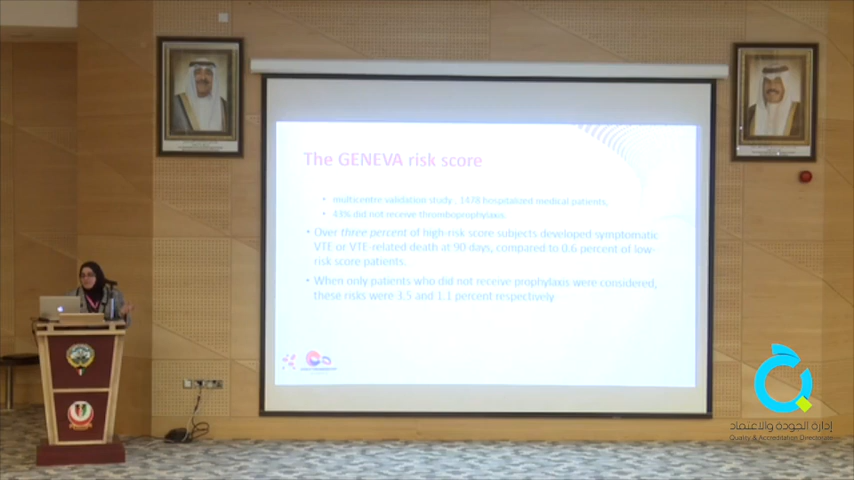 The GENEVA risk score
• multicentre validation study , 1478 hospitalized medical patients,
• 43% did not receive thromboprophylaxis
• Over three percent of high-risk score subjects developed symptomatic
VTE or VTE-related death at 90 days, compared to 0.6 percent of low-
risk score patients.
• When only patients who did not receive prophylaxis were considered,
these risks were 3.5 and 1.1 percent respectively.
إدارة الجودة والاعتماد
Quality & Accreditation Directorate